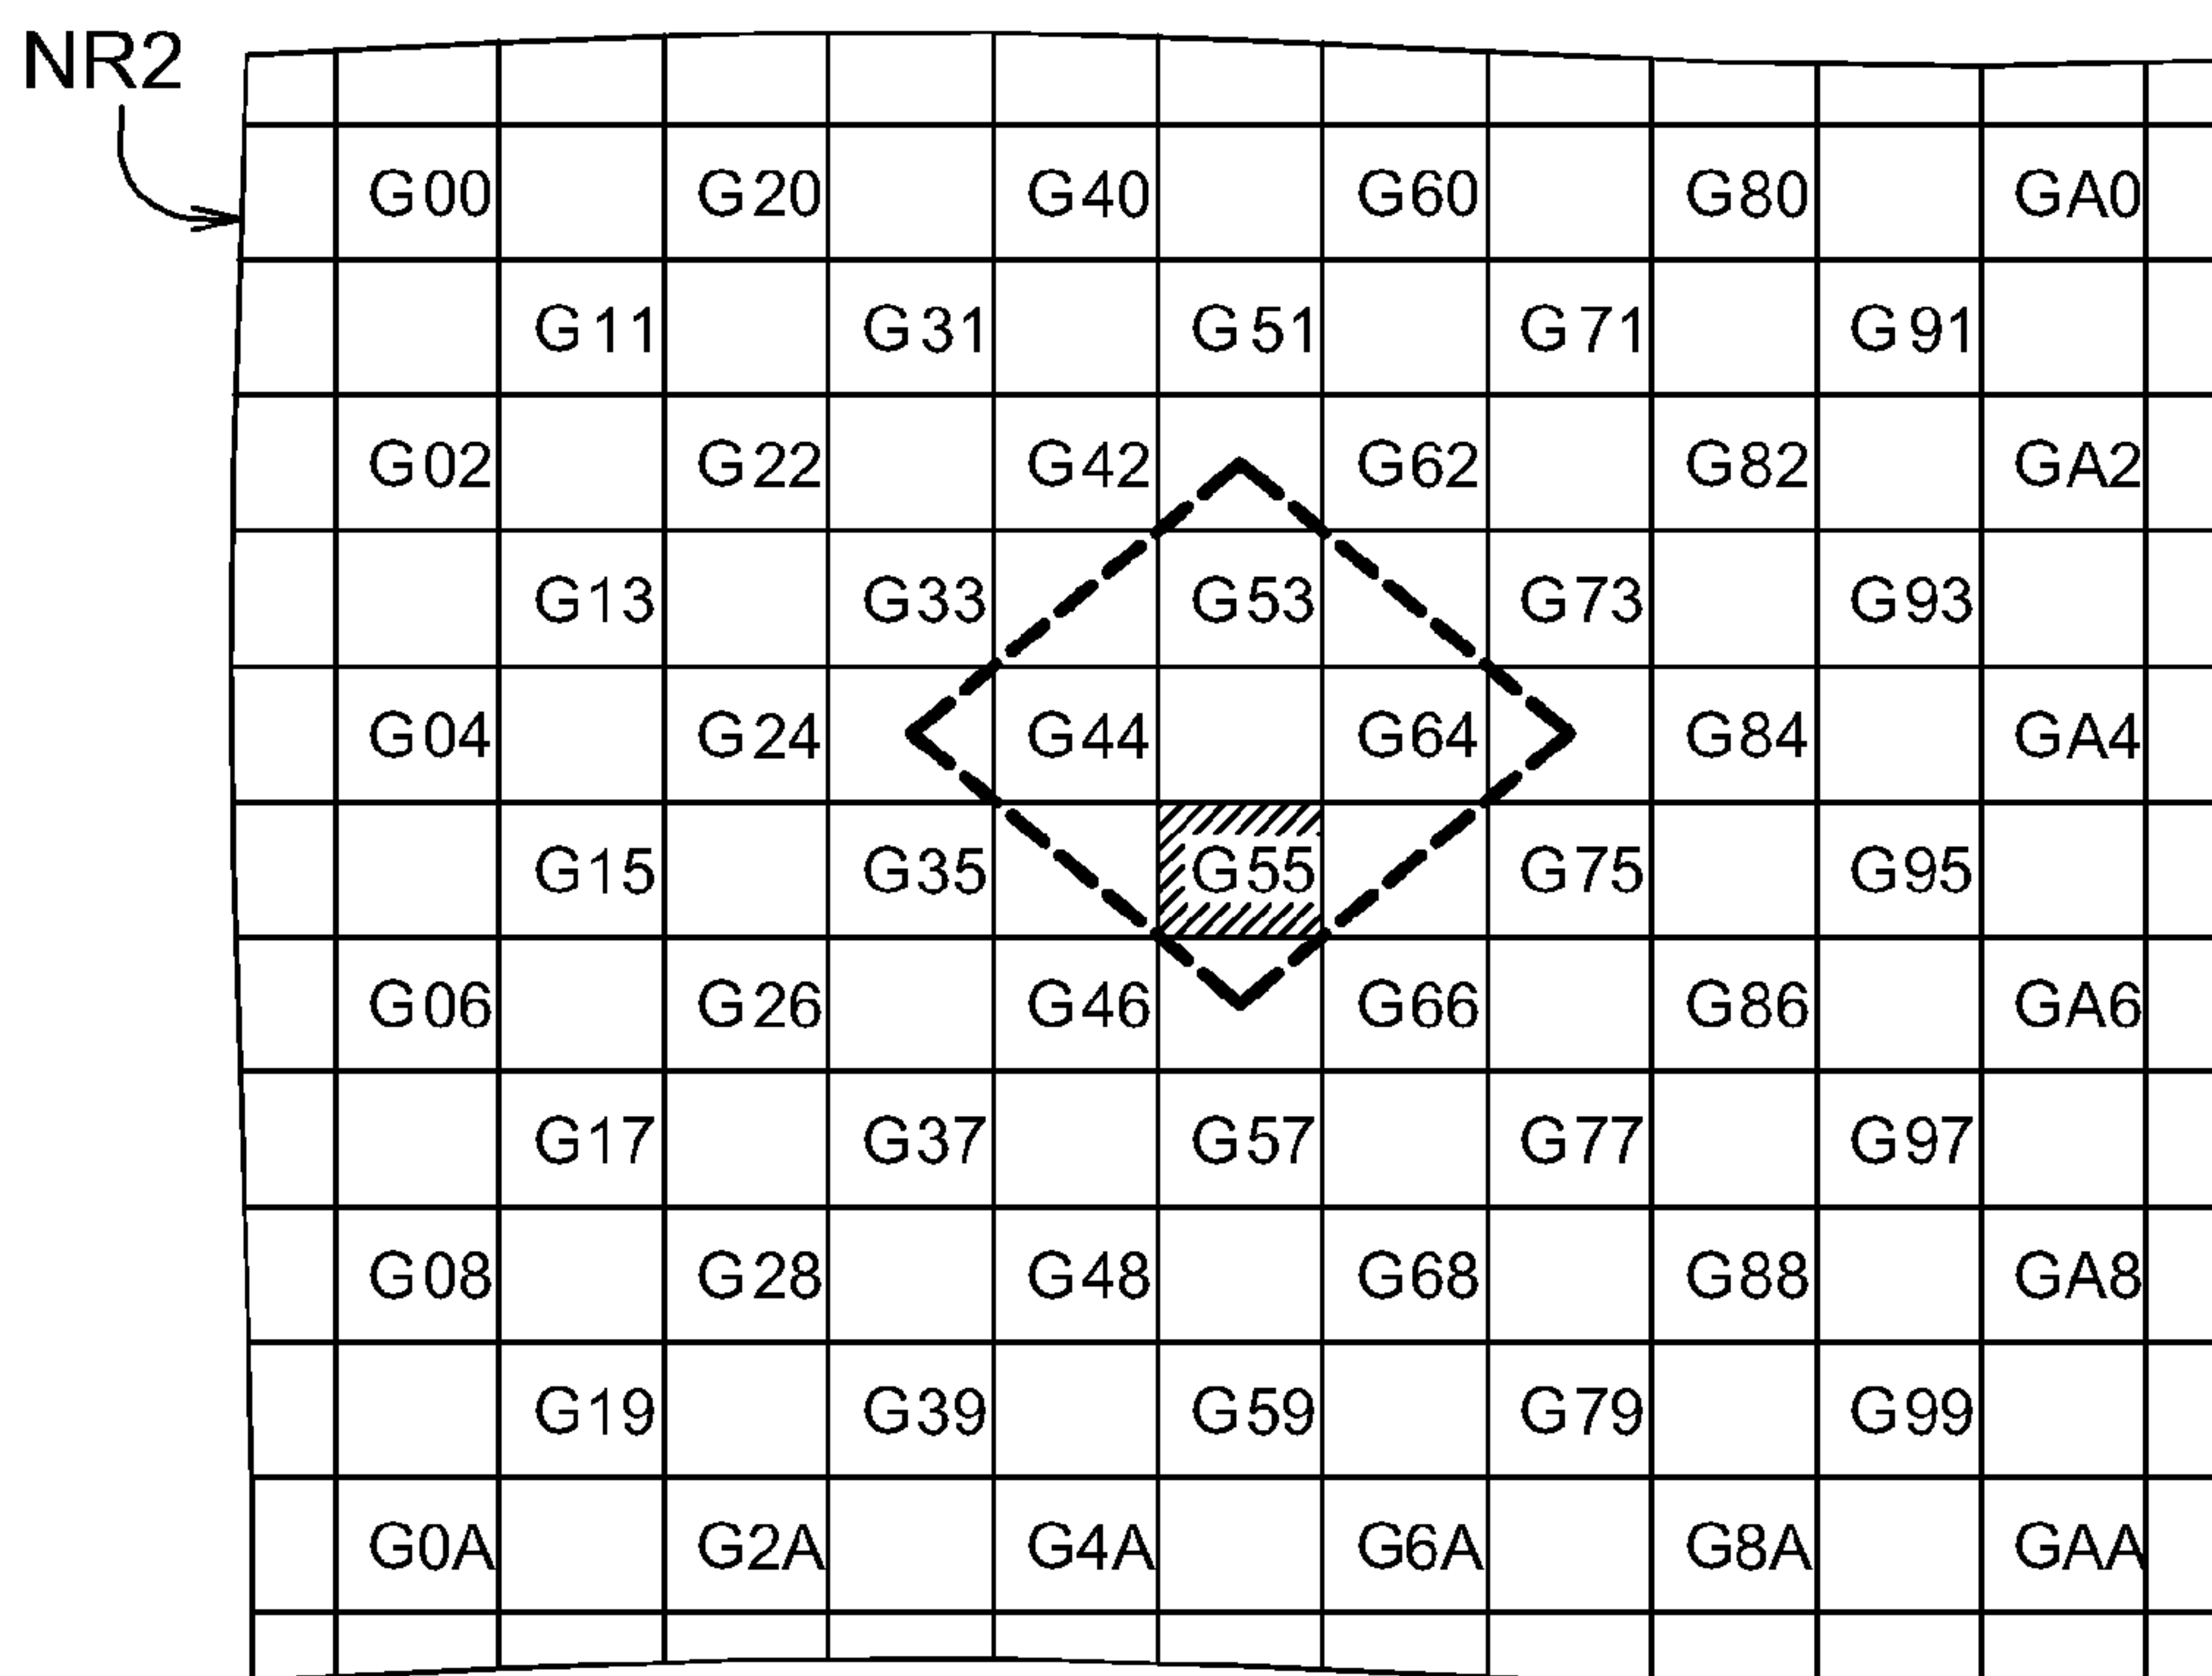 NR2
G00 G20 G40 G60 G80 GA0
G11 G31 G51 G71 G91
G02 G22 G42 G62 G82 GA2
G13 G33 G53 G73 G93
G04 G24 G44 G64 G84 GA4
G15 G35 G55 G75 G95
G06 G26 G46 G66 G86 GA6
G17 G37 G57 G77 G97
G08 G28 G48 G68 G88 GA8
G19 G39 G59 G79 G99
G0A G2A G4A G6A G8A GAA